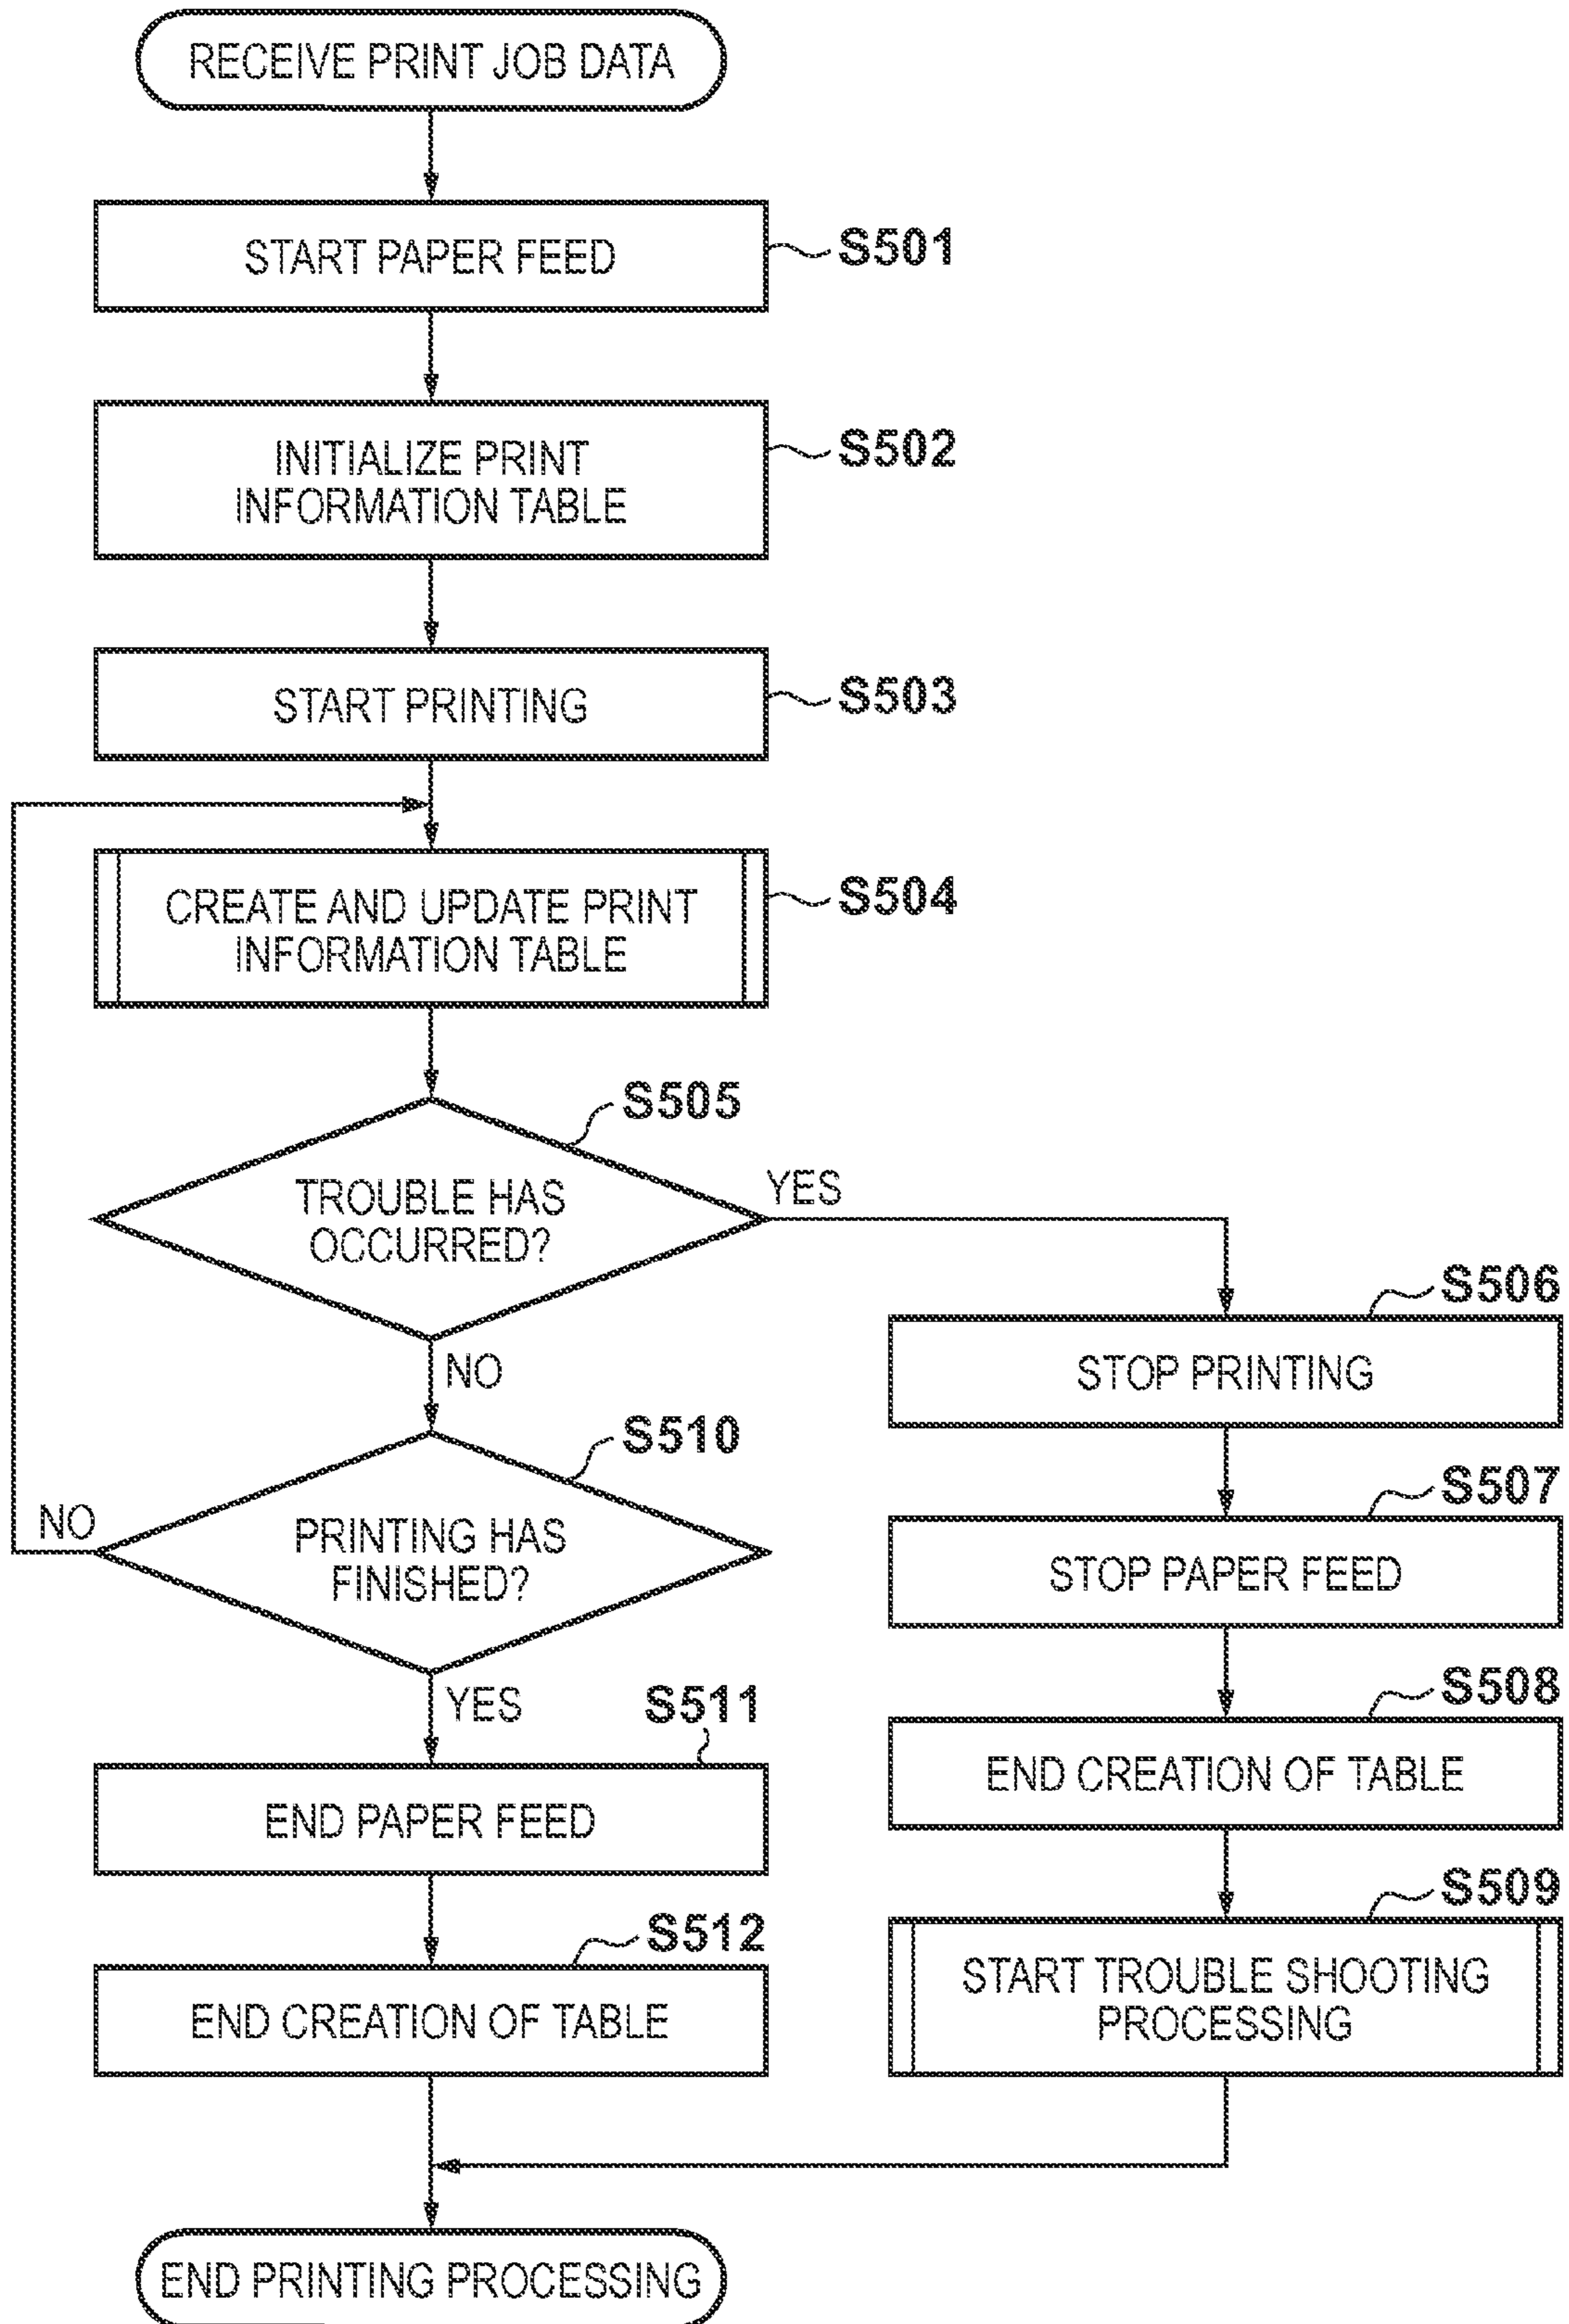 RECEIVE PRINT JOB DATA
START PAPER FEED
S501
INITIALIZE PRINT
INFORMATION TABLE
S502
START PRINTING
S503
CREATE AND UPDATE PRINT
INFORMATION TABLE
S504
S505
TROUBLE HAS
OCCURRED?
YES
NO
S506
STOP PRINTING
S507
STOP PAPER FEED
S508
END CREATION OF TABLE
S509
START TROUBLE SHOOTING
PROCESSING
S510
PRINTING HAS
FINISHED?
NO
YES
S511
END PAPER FEED
S512
END CREATION OF TABLE
END PRINTING PROCESSING